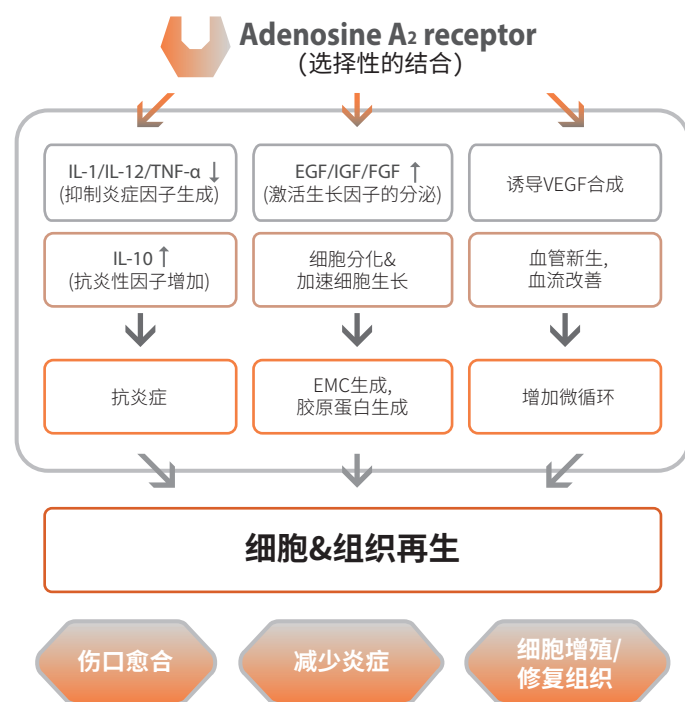 Adenosine A₂ receptor
(选择性的结合)
IL-1/IL-12/TNF-α ↓
(抑制炎症因子生成)
EGF/IGF/FGF ↑
(激活生长因子的分泌)
诱导VEGF合成
IL-10 ↑
(抗炎性因子增加)
细胞分化&
加速细胞生长
血管新生,
血流改善
抗炎症
EMC生成,
胶原蛋白生成
增加微循环
细胞&组织再生
伤口愈合
减少炎症
细胞增殖/
修复组织